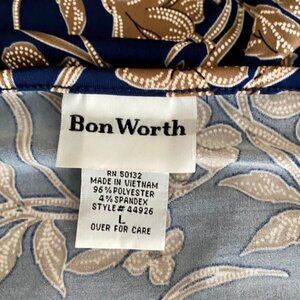 Bon Worth
RN 50132
MADE IN VIETNAM
96% POLYESTER
4% SPANDEX
STYLE# 44926
L
OVER FOR CARE